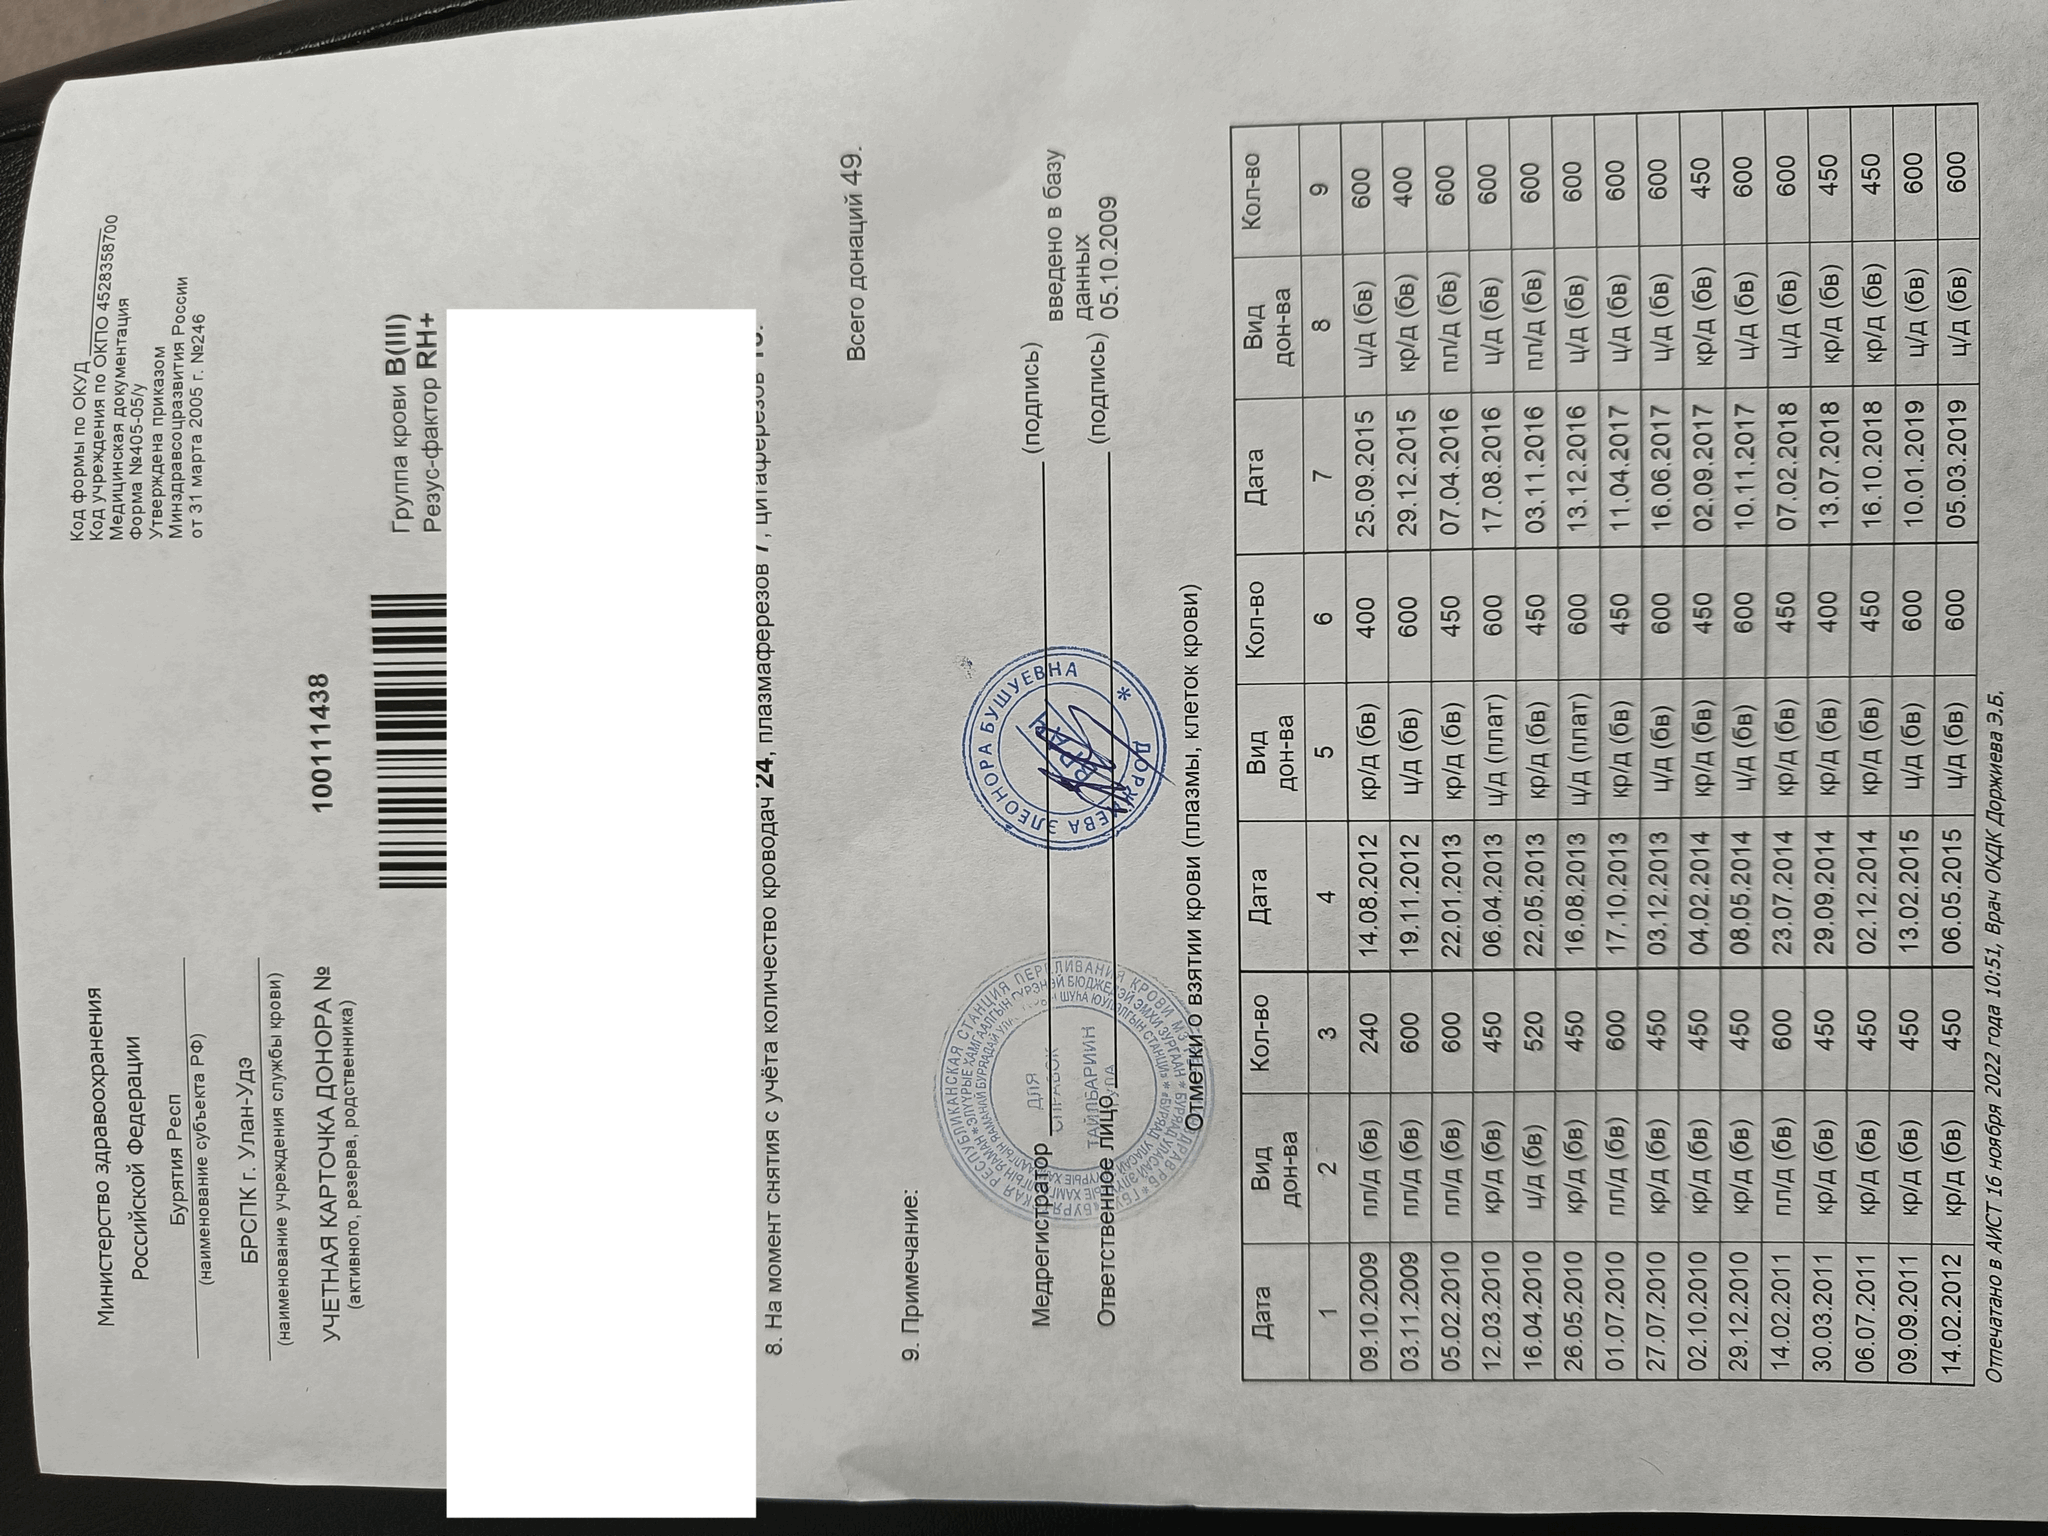 Министерство здравоохранения
Российской Федерации
Бурятия Респ
(наименование субъекта РФ)
БРСПК г. Улан-Удэ
(наименование учреждения службы крови)
Код формы по ОКУД
Код учреждения по ОКПО 4528358700
Медицинская документация
Форма №405-05/у
Утверждена приказом
Минздравсоцразвития России
от 31 марта 2005 г. №246
УЧЕТНАЯ КАРТОЧКА ДОНОРА № 100111438
(активного, резерва, родственника)
Группа крови B(III)
Резус-фактор RH+
8. На момент снятия с учёта количество кроводач 24, плазмаферезов 7, цитаферезов
Всего донаций 49.
9. Примечание:
Медрегистратор (подпись) введено в базу
данных
Ответственное лицо (подпись) 05.10.2009
ДОРЖИЕВА ЭЛЕОНОРА БУШУЕВНА
ДЛЯ
СПРАВОК
ТАЙЛБАРИИН
Отметки о взятии крови (плазмы, клеток крови)
Дата Вид дон-ва Кол-во Дата Вид дон-ва Кол-во Дата Вид дон-ва Кол-во
1 2 3 4 5 6 7 8 9
09.10.2009 пл/д (бв) 240 14.08.2012 кр/д (бв) 400 25.09.2015 ц/д (бв) 600
03.11.2009 пл/д (бв) 600 19.11.2012 ц/д (бв) 600 29.12.2015 кр/д (бв) 400
05.02.2010 пл/д (бв) 600 22.01.2013 кр/д (бв) 450 07.04.2016 пл/д (бв) 600
12.03.2010 кр/д (бв) 450 06.04.2013 ц/д (плат) 600 17.08.2016 ц/д (бв) 600
16.04.2010 ц/д (бв) 520 22.05.2013 кр/д (бв) 450 03.11.2016 пл/д (бв) 600
26.05.2010 кр/д (бв) 450 16.08.2013 ц/д (плат) 600 13.12.2016 ц/д (бв) 600
01.07.2010 пл/д (бв) 600 17.10.2013 кр/д (бв) 450 11.04.2017 ц/д (бв) 600
27.07.2010 кр/д (бв) 450 03.12.2013 ц/д (бв) 600 16.06.2017 ц/д (бв) 600
02.10.2010 кр/д (бв) 450 04.02.2014 кр/д (бв) 450 02.09.2017 кр/д (бв) 450
29.12.2010 кр/д (бв) 450 08.05.2014 ц/д (бв) 600 10.11.2017 ц/д (бв) 600
14.02.2011 пл/д (бв) 600 23.07.2014 кр/д (бв) 450 07.02.2018 ц/д (бв) 600
30.03.2011 кр/д (бв) 450 29.09.2014 кр/д (бв) 400 13.07.2018 кр/д (бв) 450
06.07.2011 кр/д (бв) 450 02.12.2014 кр/д (бв) 450 16.10.2018 кр/д (бв) 450
09.09.2011 кр/д (бв) 450 13.02.2015 ц/д (бв) 600 10.01.2019 ц/д (бв) 600
14.02.2012 кр/д (бв) 450 06.05.2015 ц/д (бв) 600 05.03.2019 ц/д (бв) 600
Отпечатано в АИСТ 16 ноября 2022 года 10:51, Врач ОКДК Доржиева Э.Б.